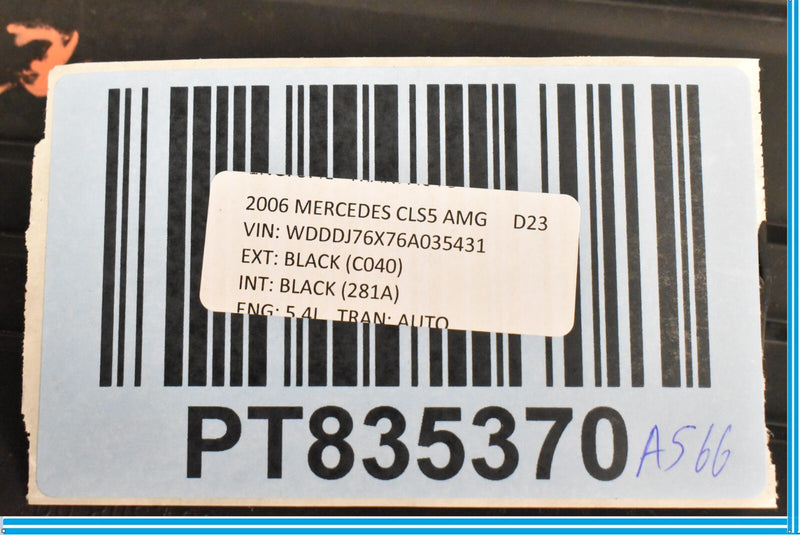 2006 MERCEDES CLS5 AMG D23
VIN: WDDDJ76X76A035431
EXT: BLACK (C040)
INT: BLACK (281A)
ENG: 5.4L TRAN: AUTO
PT835370 A566